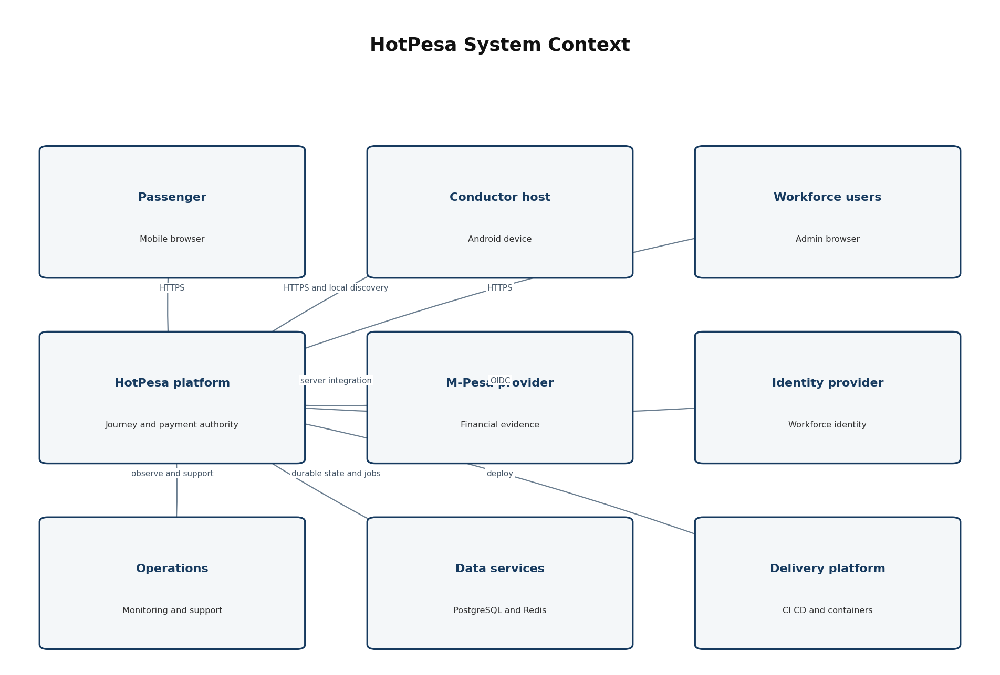 HotPesa System Context
Passenger
Mobile browser
Conductor host
Android device
Workforce users
Admin browser
HTTPS
HTTPS and local discovery
HTTPS
HotPesa platform
Journey and payment authority
server integration
M-Pesa provider
OIDC
Financial evidence
Identity provider
Workforce identity
observe and support
durable state and jobs
deploy
Operations
Monitoring and support
Data services
PostgreSQL and Redis
Delivery platform
CI CD and containers